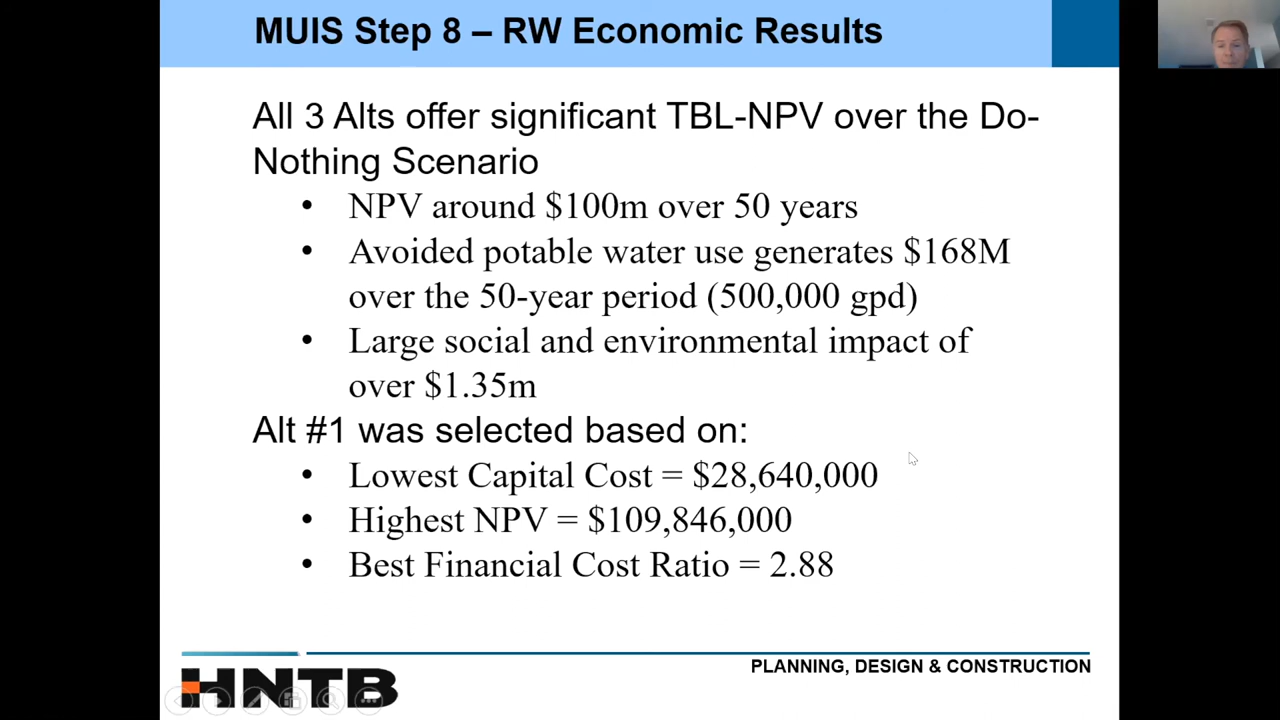 MUIS Step 8 – RW Economic Results
All 3 Alts offer significant TBL-NPV over the Do-
Nothing Scenario
• NPV around $100m over 50 years
• Avoided potable water use generates $168M
over the 50-year period (500,000 gpd)
• Large social and environmental impact of
over $1.35m
Alt #1 was selected based on:
• Lowest Capital Cost = $28,640,000
• Highest NPV = $109,846,000
• Best Financial Cost Ratio = 2.88
PLANNING, DESIGN & CONSTRUCTION
HNTB